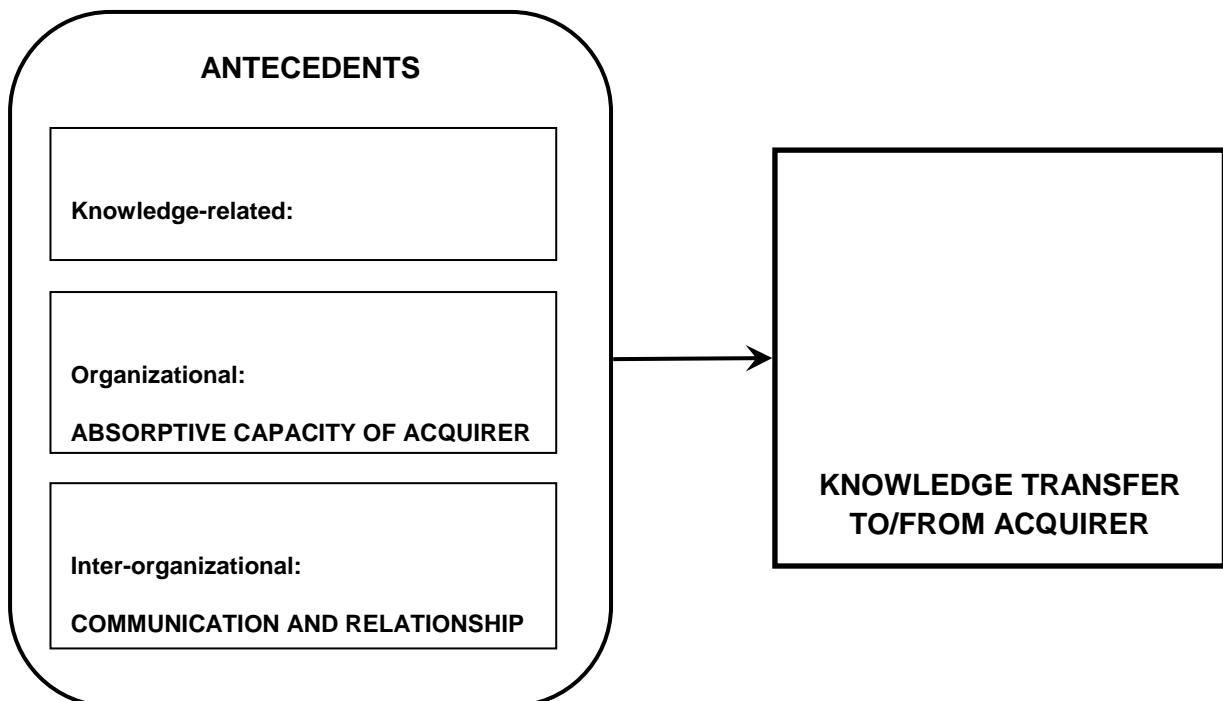 ANTECEDENTS
Knowledge-related:
Organizational:
ABSORPTIVE CAPACITY OF ACQUIRER
Inter-organizational:
COMMUNICATION AND RELATIONSHIP
KNOWLEDGE TRANSFER
TO/FROM ACQUIRER